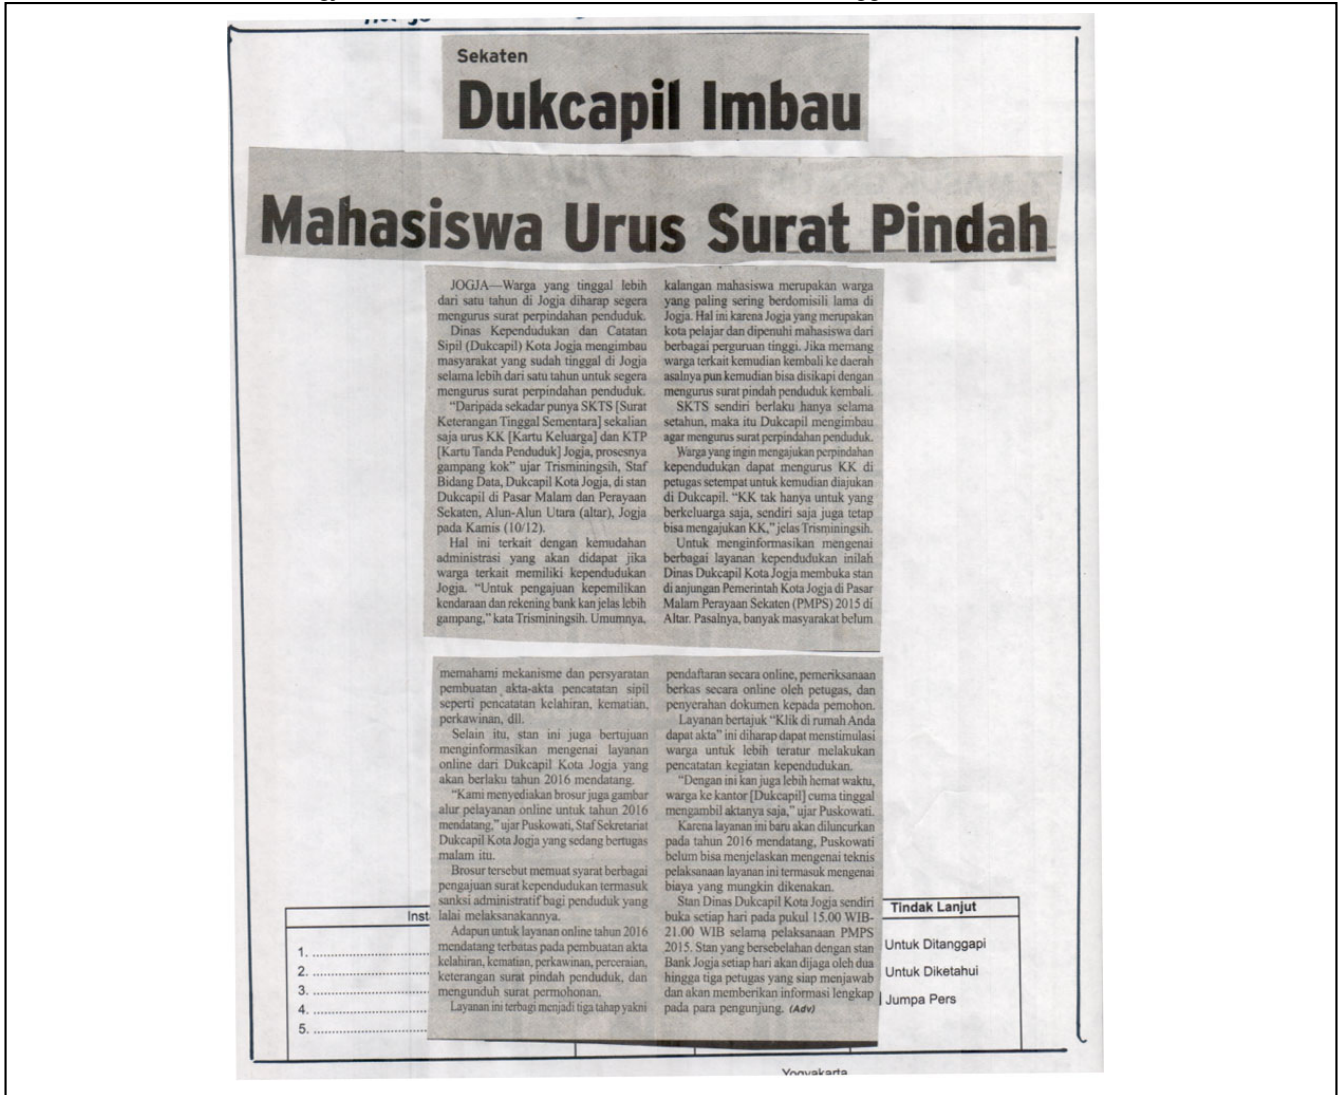 Sekaten
Dukcapil Imbau
Mahasiswa Urus Surat Pindah
JOGJA—Warga yang tinggal lebih
dari satu tahun di Jogja diharap segera
mengurus surat perpindahan penduduk.
Dinas Kependudukan dan Catatan
Sipil (Dukcapil) Kota Jogja mengimbau
masyarakat yang sudah tinggal di Jogja
selama lebih dari satu tahun untuk segera
mengurus surat perpindahan penduduk.
“Daripada sekadar punya SKTS [Surat
Keterangan Tinggal Sementara] sekalian
saja urus KK [Kartu Keluarga] dan KTP
[Kartu Tanda Penduduk] Jogja, prosesnya
gampang kok” ujar Trisminingsih, Staf
Bidang Data, Dukcapil Kota Jogja, di stan
Dukcapil di Pasar Malam dan Perayaan
Sekaten, Alun-Alun Utara (altar), Jogja
pada Kamis (10/12).
Hal ini terkait dengan kemudahan
administrasi yang akan didapat jika
warga terkait memiliki kependudukan
Jogja. “Untuk pengajuan kepemilikan
kendaraan dan rekening bank kan jelas lebih
gampang,” kata Trisminingsih. Umumnya,
kalangan mahasiswa merupakan warga
yang paling sering berdomisili lama di
Jogja. Hal ini karena Jogja yang merupakan
kota pelajar dan dipenuhi mahasiswa dari
berbagai perguruan tinggi. Jika memang
warga terkait kemudian kembali ke daerah
asalnya pun kemudian bisa disikapi dengan
mengurus surat pindah penduduk kembali.
SKTS sendiri berlaku hanya selama
setahun, maka itu Dukcapil mengimbau
agar mengurus surat perpindahan penduduk.
Warga yang ingin mengajukan perpindahan
kependudukan dapat mengurus KK di
petugas setempat untuk kemudian diajukan
di Dukcapil. “KK tak hanya untuk yang
berkeluarga saja, sendiri saja juga tetap
bisa mengajukan KK,” jelas Trisminingsih.
Untuk menginformasikan mengenai
berbagai layanan kependudukan inilah
Dinas Dukcapil Kota Jogja membuka stan
di anjungan Pemerintah Kota Jogja di Pasar
Malam Perayaan Sekaten (PMPS) 2015 di
Altar. Pasalnya, banyak masyarakat belum
memahami mekanisme dan persyaratan
pembuatan akta-akta pencatatan sipil
seperti pencatatan kelahiran, kematian,
perkawinan, dll.
Selain itu, stan ini juga bertujuan
menginformasikan mengenai layanan
online dari Dukcapil Kota Jogja yang
akan berlaku tahun 2016 mendatang.
“Kami menyediakan brosur juga gambar
alur pelayanan online untuk tahun 2016
mendatang,” ujar Puskowati, Staf Sekretariat
Dukcapil Kota Jogja yang sedang bertugas
malam itu.
Brosur tersebut memuat syarat berbagai
pengajuan surat kependudukan termasuk
sanksi administratif bagi penduduk yang
lalai melaksanakannya.
Adapun untuk layanan online tahun 2016
mendatang terbatas pada pembuatan akta
kelahiran, kematian, perkawinan, perceraian,
keterangan surat pindah penduduk, dan
mengunduh surat permohonan.
Layanan ini terbagi menjadi tiga tahap yakni
pendaftaran secara online, pemeriksanaan
berkas secara online oleh petugas, dan
penyerahan dokumen kepada pemohon.
Layanan bertajuk “Klik di rumah Anda
dapat akta” ini diharap dapat menstimulasi
warga untuk lebih teratur melakukan
pencatatan kegiatan kependudukan.
“Dengan ini kan juga lebih hemat waktu,
warga ke kantor [Dukcapil] cuma tinggal
mengambil aktanya saja,” ujar Puskowati.
Karena layanan ini baru akan diluncurkan
pada tahun 2016 mendatang, Puskowati
belum bisa menjelaskan mengenai teknis
pelaksanaan layanan ini termasuk mengenai
biaya yang mungkin dikenakan.
Stan Dinas Dukcapil Kota Jogja sendiri
buka setiap hari pada pukul 15.00 WIB-
21.00 WIB selama pelaksanaan PMPS
2015. Stan yang bersebelahan dengan stan
Bank Jogja setiap hari akan dijaga oleh dua
hingga tiga petugas yang siap menjawab
dan akan memberikan informasi lengkap
pada para pengunjung. (Adv)
Inst
1. ........................
2. ........................
3. ........................
4. ........................
5. ........................
Tindak Lanjut
Untuk Ditanggapi
Untuk Diketahui
Jumpa Pers
Yogyakarta